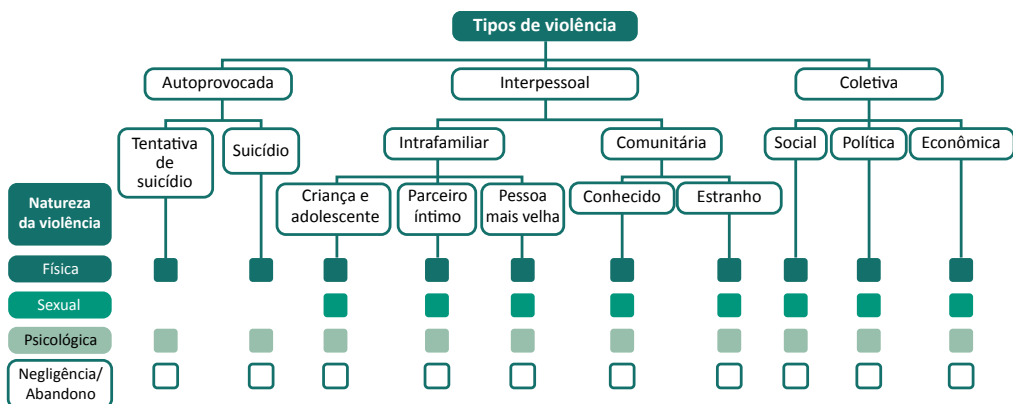 Tipos de violência
Autoprovocada
Interpessoal
Coletiva
Tentativa
de
suicídio
Suicídio
Intrafamiliar
Comunitária
Social
Política
Econômica
Natureza
da violência
Criança e
adolescente
Parceiro
íntimo
Pessoa
mais velha
Conhecido
Estranho
Física
Sexual
Psicológica
Negligência/
Abandono